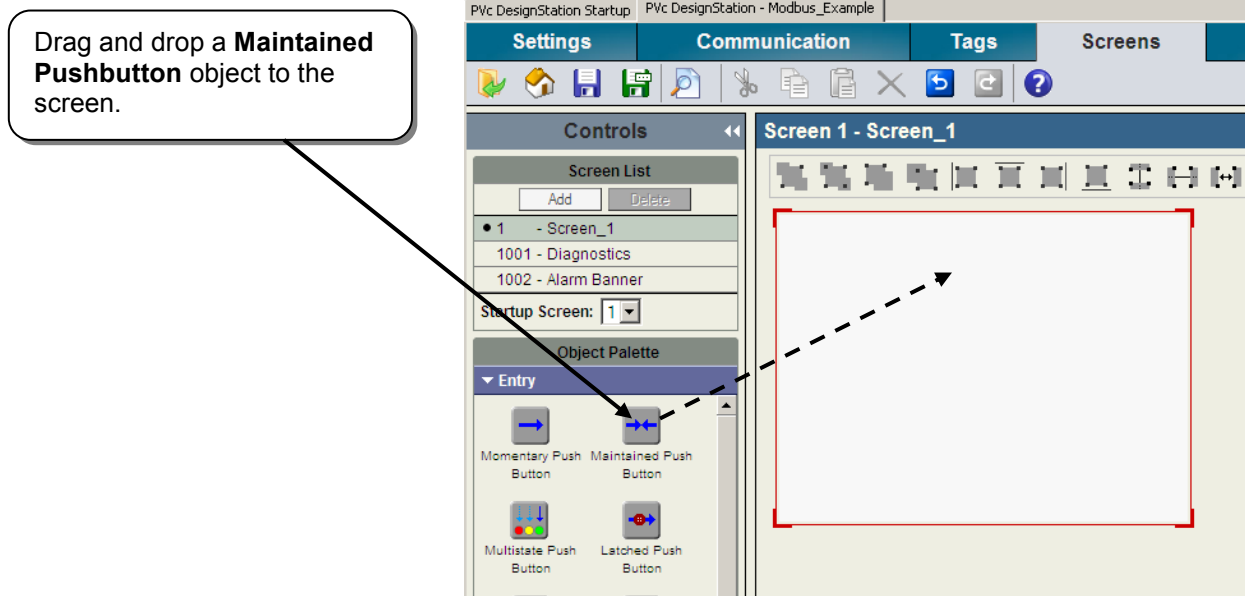 PVc DesignStation Startup
PVc DesignStation - Modbus_Example
Drag and drop a Maintained
Pushbutton object to the
screen.
Settings
Communication
Tags
Screens
Controls
Screen 1 - Screen_1
Screen List
Add
Delete
1 - Screen_1
1001 - Diagnostics
1002 - Alarm Banner
Startup Screen: 1
Object Palette
Entry
Momentary Push
Button
Maintained Push
Button
Multistate Push
Button
Latched Push
Button